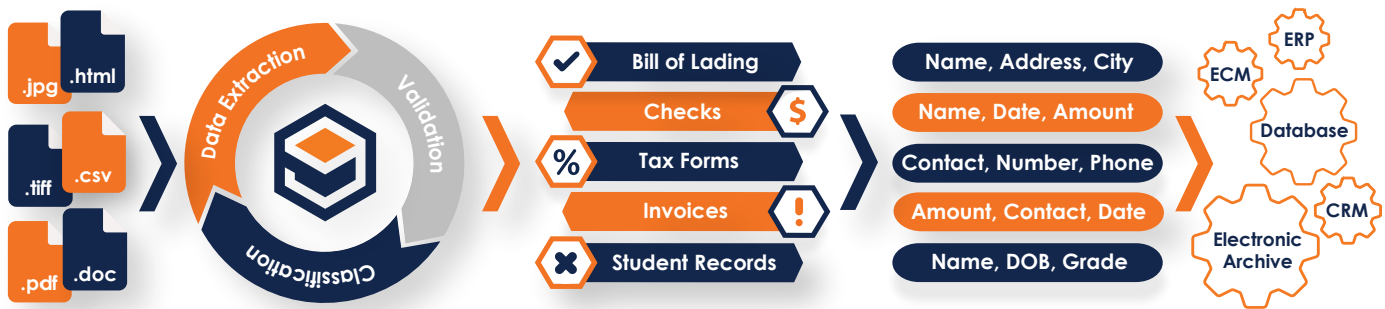 .jpg
.html
.tiff
.csv
.pdf
.doc
Data Extraction
Validation
Classification
Bill of Lading
Checks
$
%
Tax Forms
Invoices
!
Student Records
Name, Address, City
Name, Date, Amount
Contact, Number, Phone
Amount, Contact, Date
Name, DOB, Grade
ERP
ECM
Database
CRM
Electronic
Archive